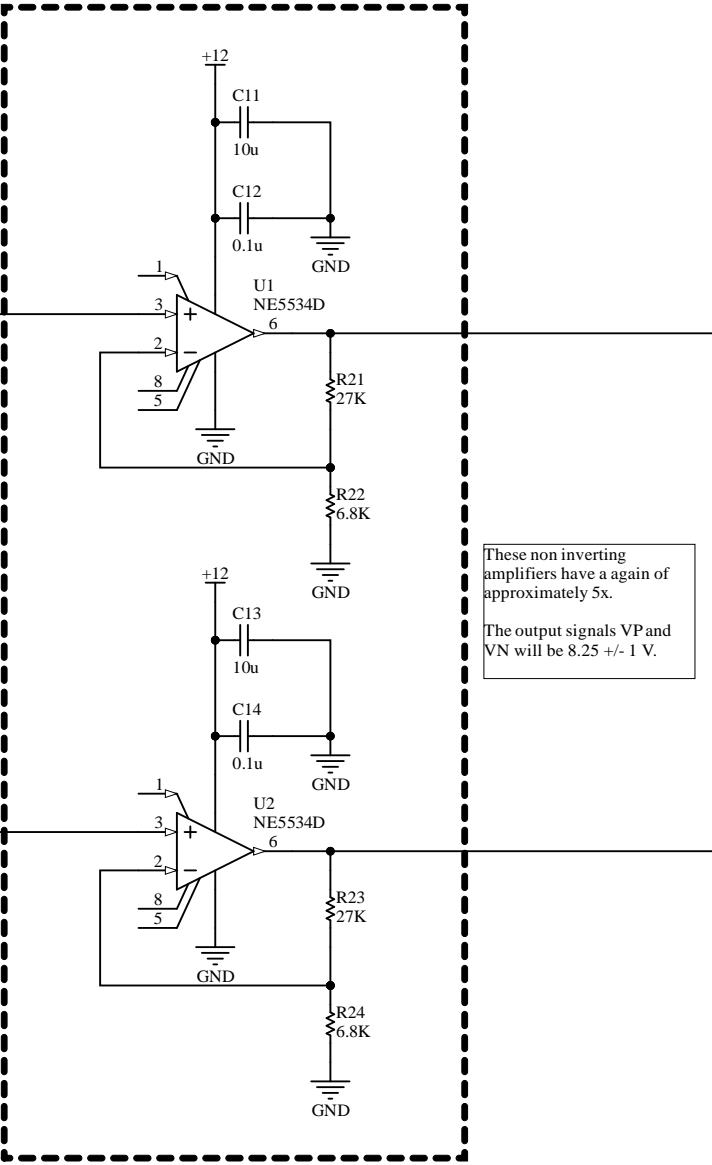 +12
C11
10u
C12
0.1u
GND
1
U1
NE5534D
3
+
6
2
−
R21
27K
8
5
GND
R22
6.8K
GND
These non inverting
amplifiers have a again of
approximately 5x.
The output signals VP and
VN will be 8.25 +/- 1 V.
+12
C13
10u
C14
0.1u
GND
1
U2
NE5534D
3
+
6
2
−
R23
27K
8
5
GND
R24
6.8K
GND